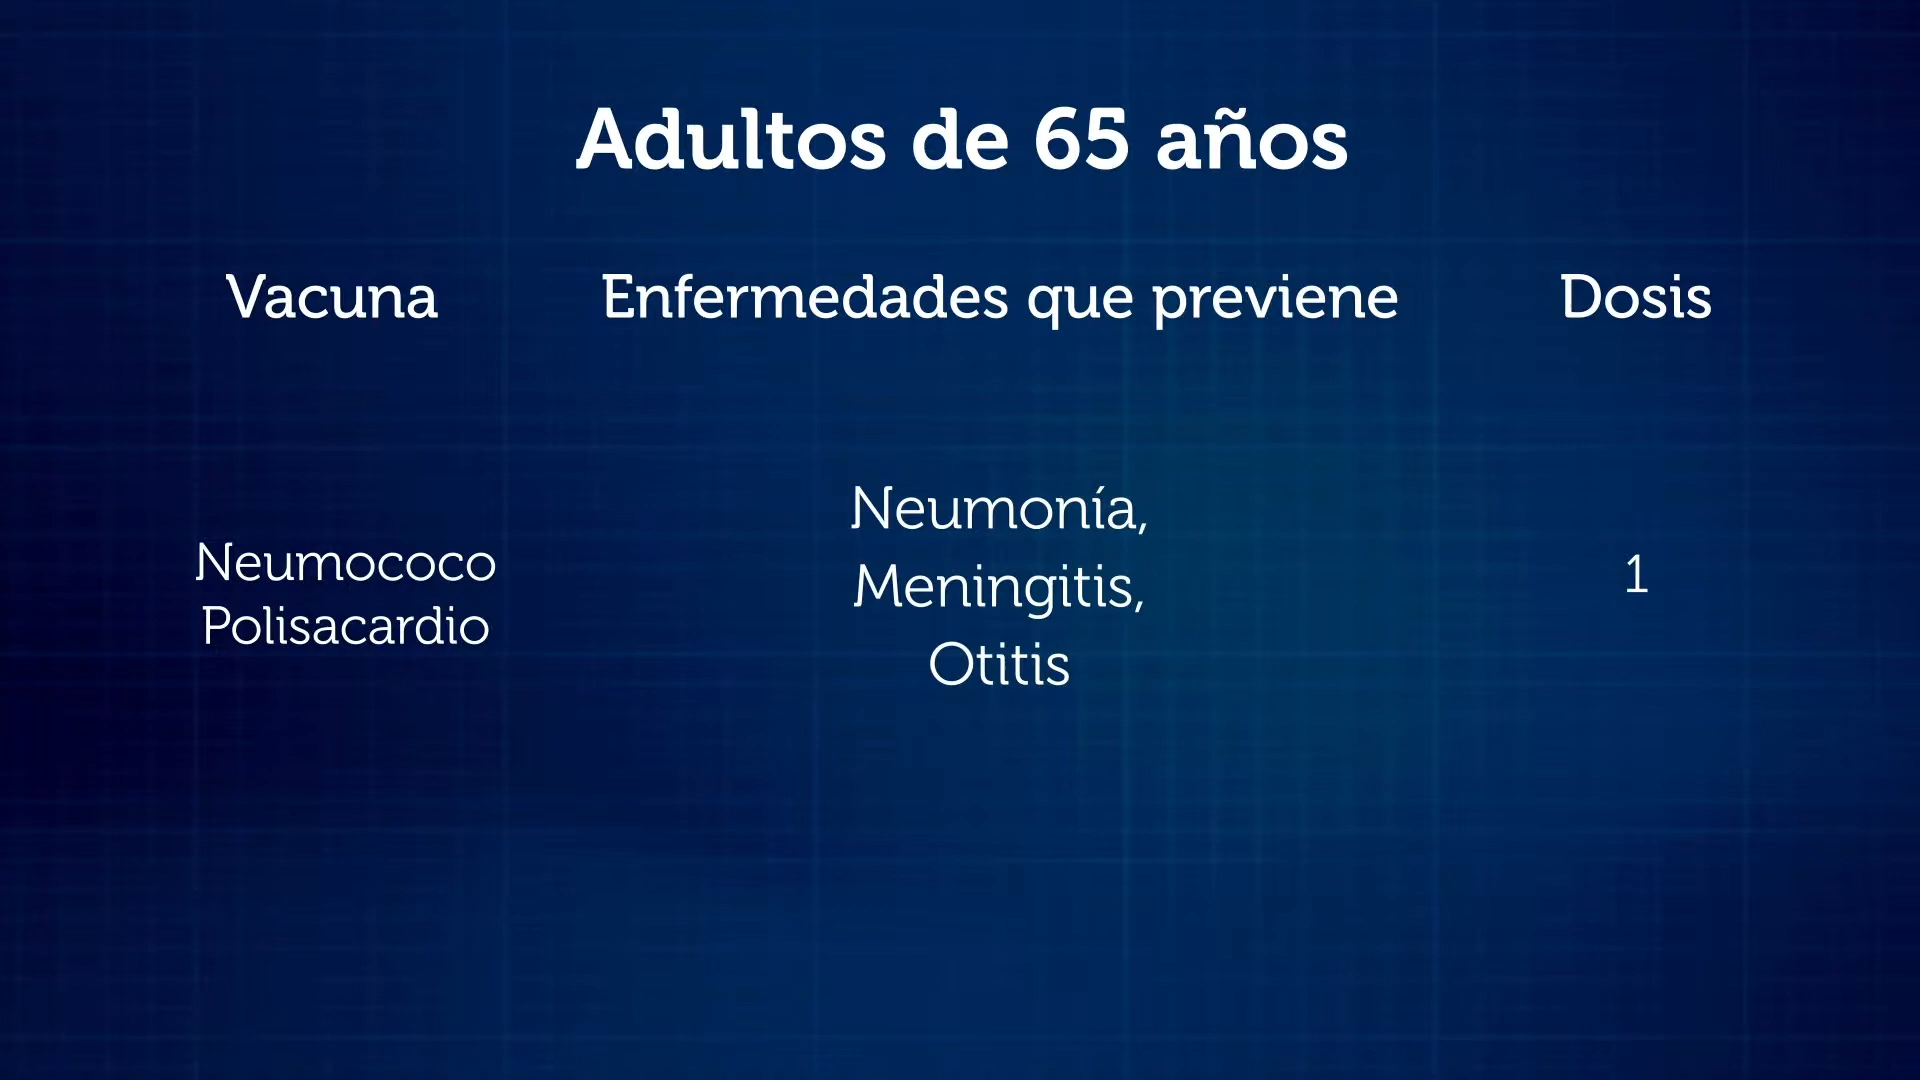 Adultos de 65 años
Vacuna Enfermedades que previene Dosis
Neumococo
Polisacardio
Neumonía,
Meningitis,
Otitis
1